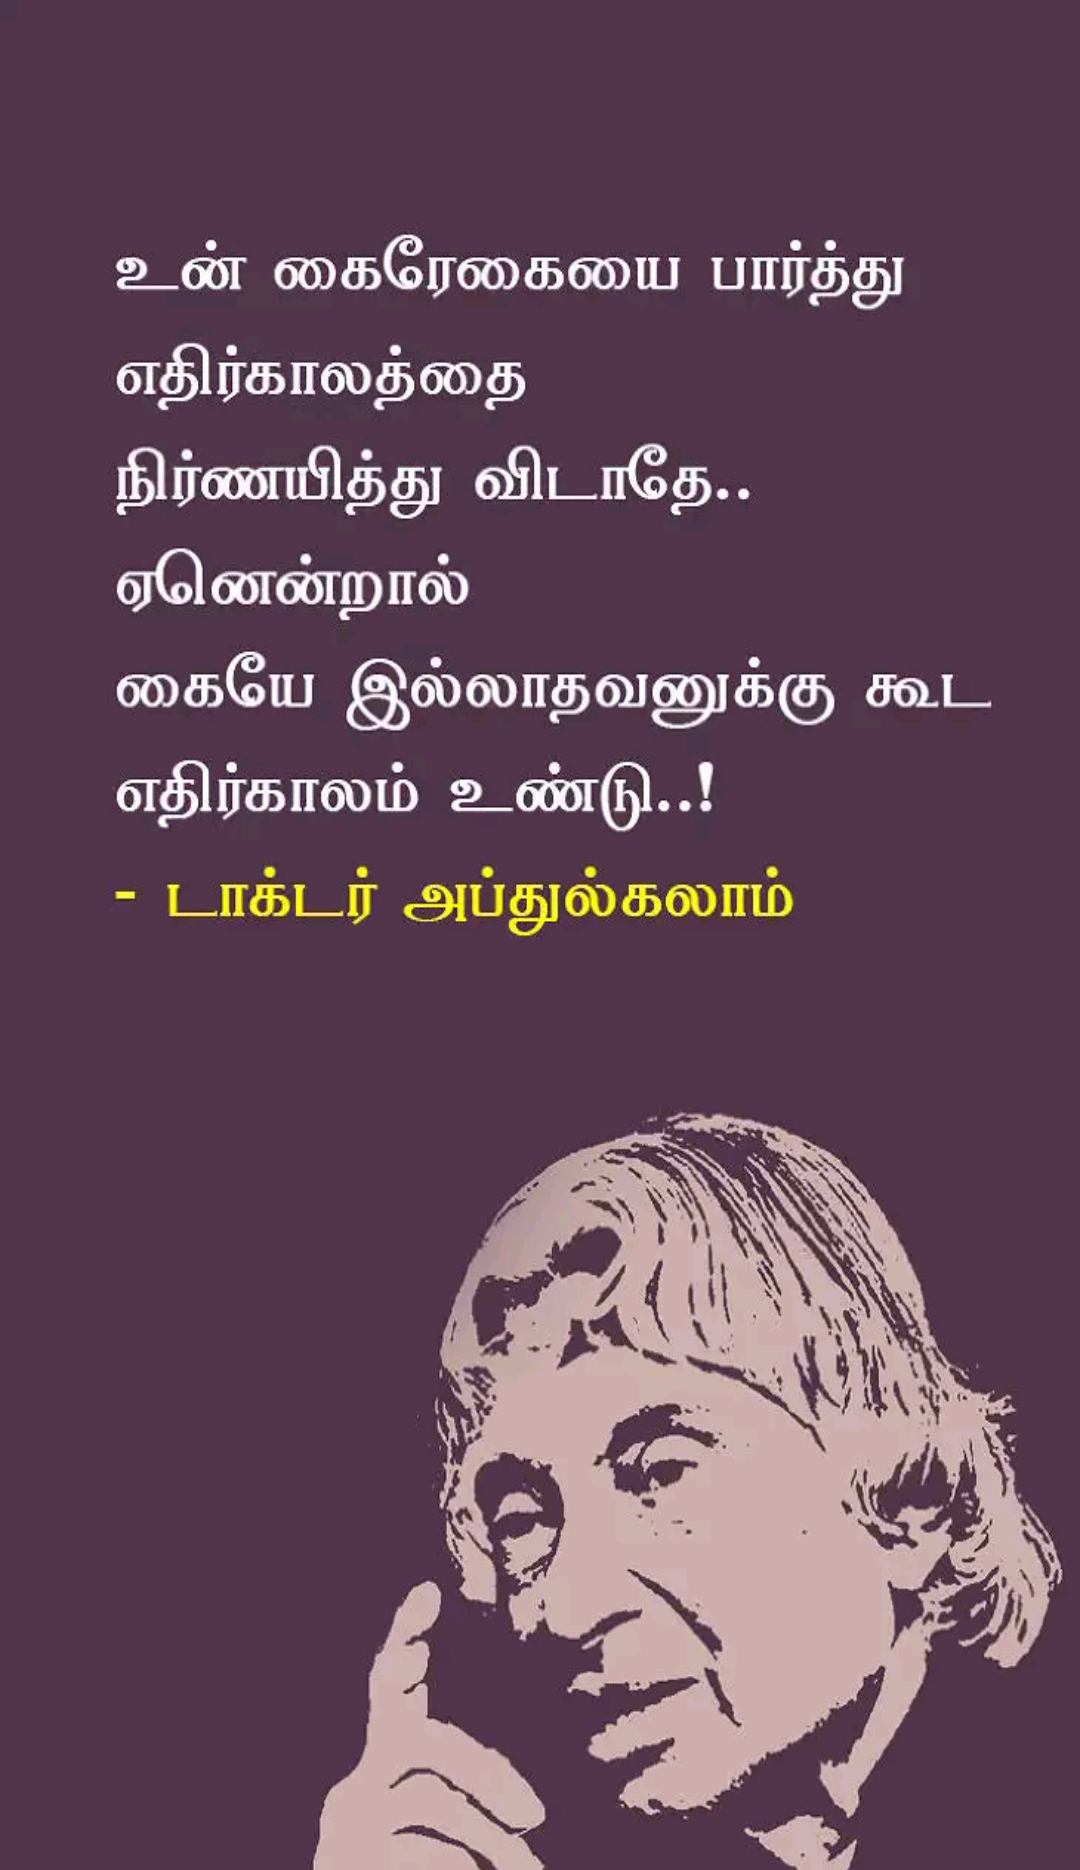 உன் கைரேகையை பார்த்து
எதிர்காலத்தை
நிர்ணயித்து விடாதே..
ஏனென்றால்
கையே இல்லாதவனுக்கு கூட
எதிர்காலம் உண்டு..!
- டாக்டர் அப்துல்கலாம்